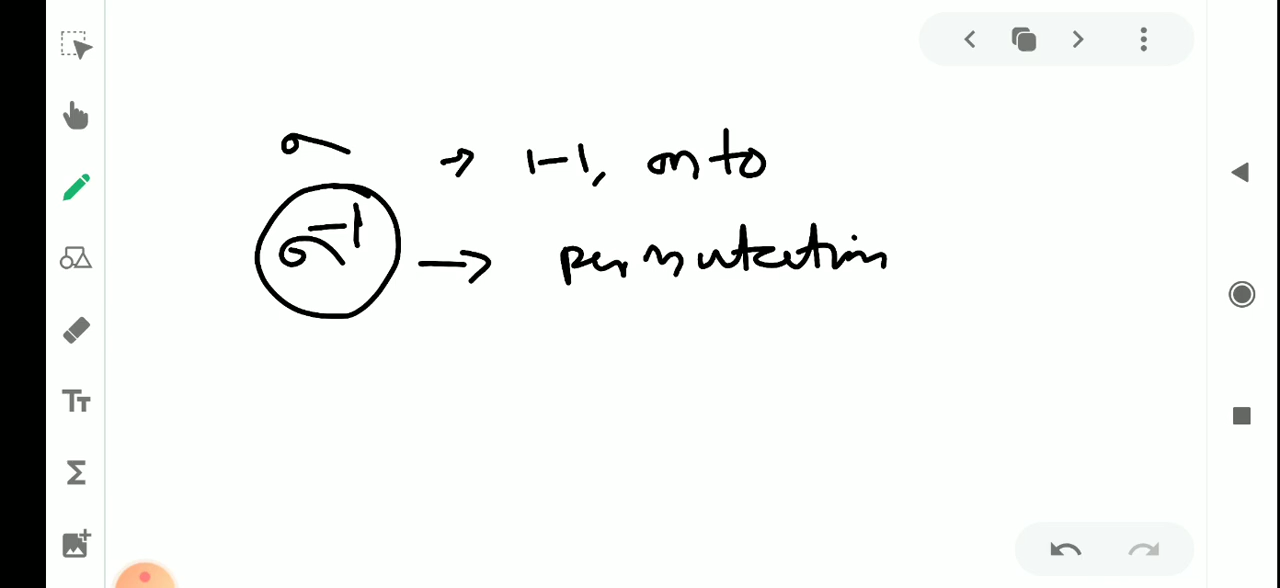 σ → 1-1, onto
σ⁻¹ → permutation